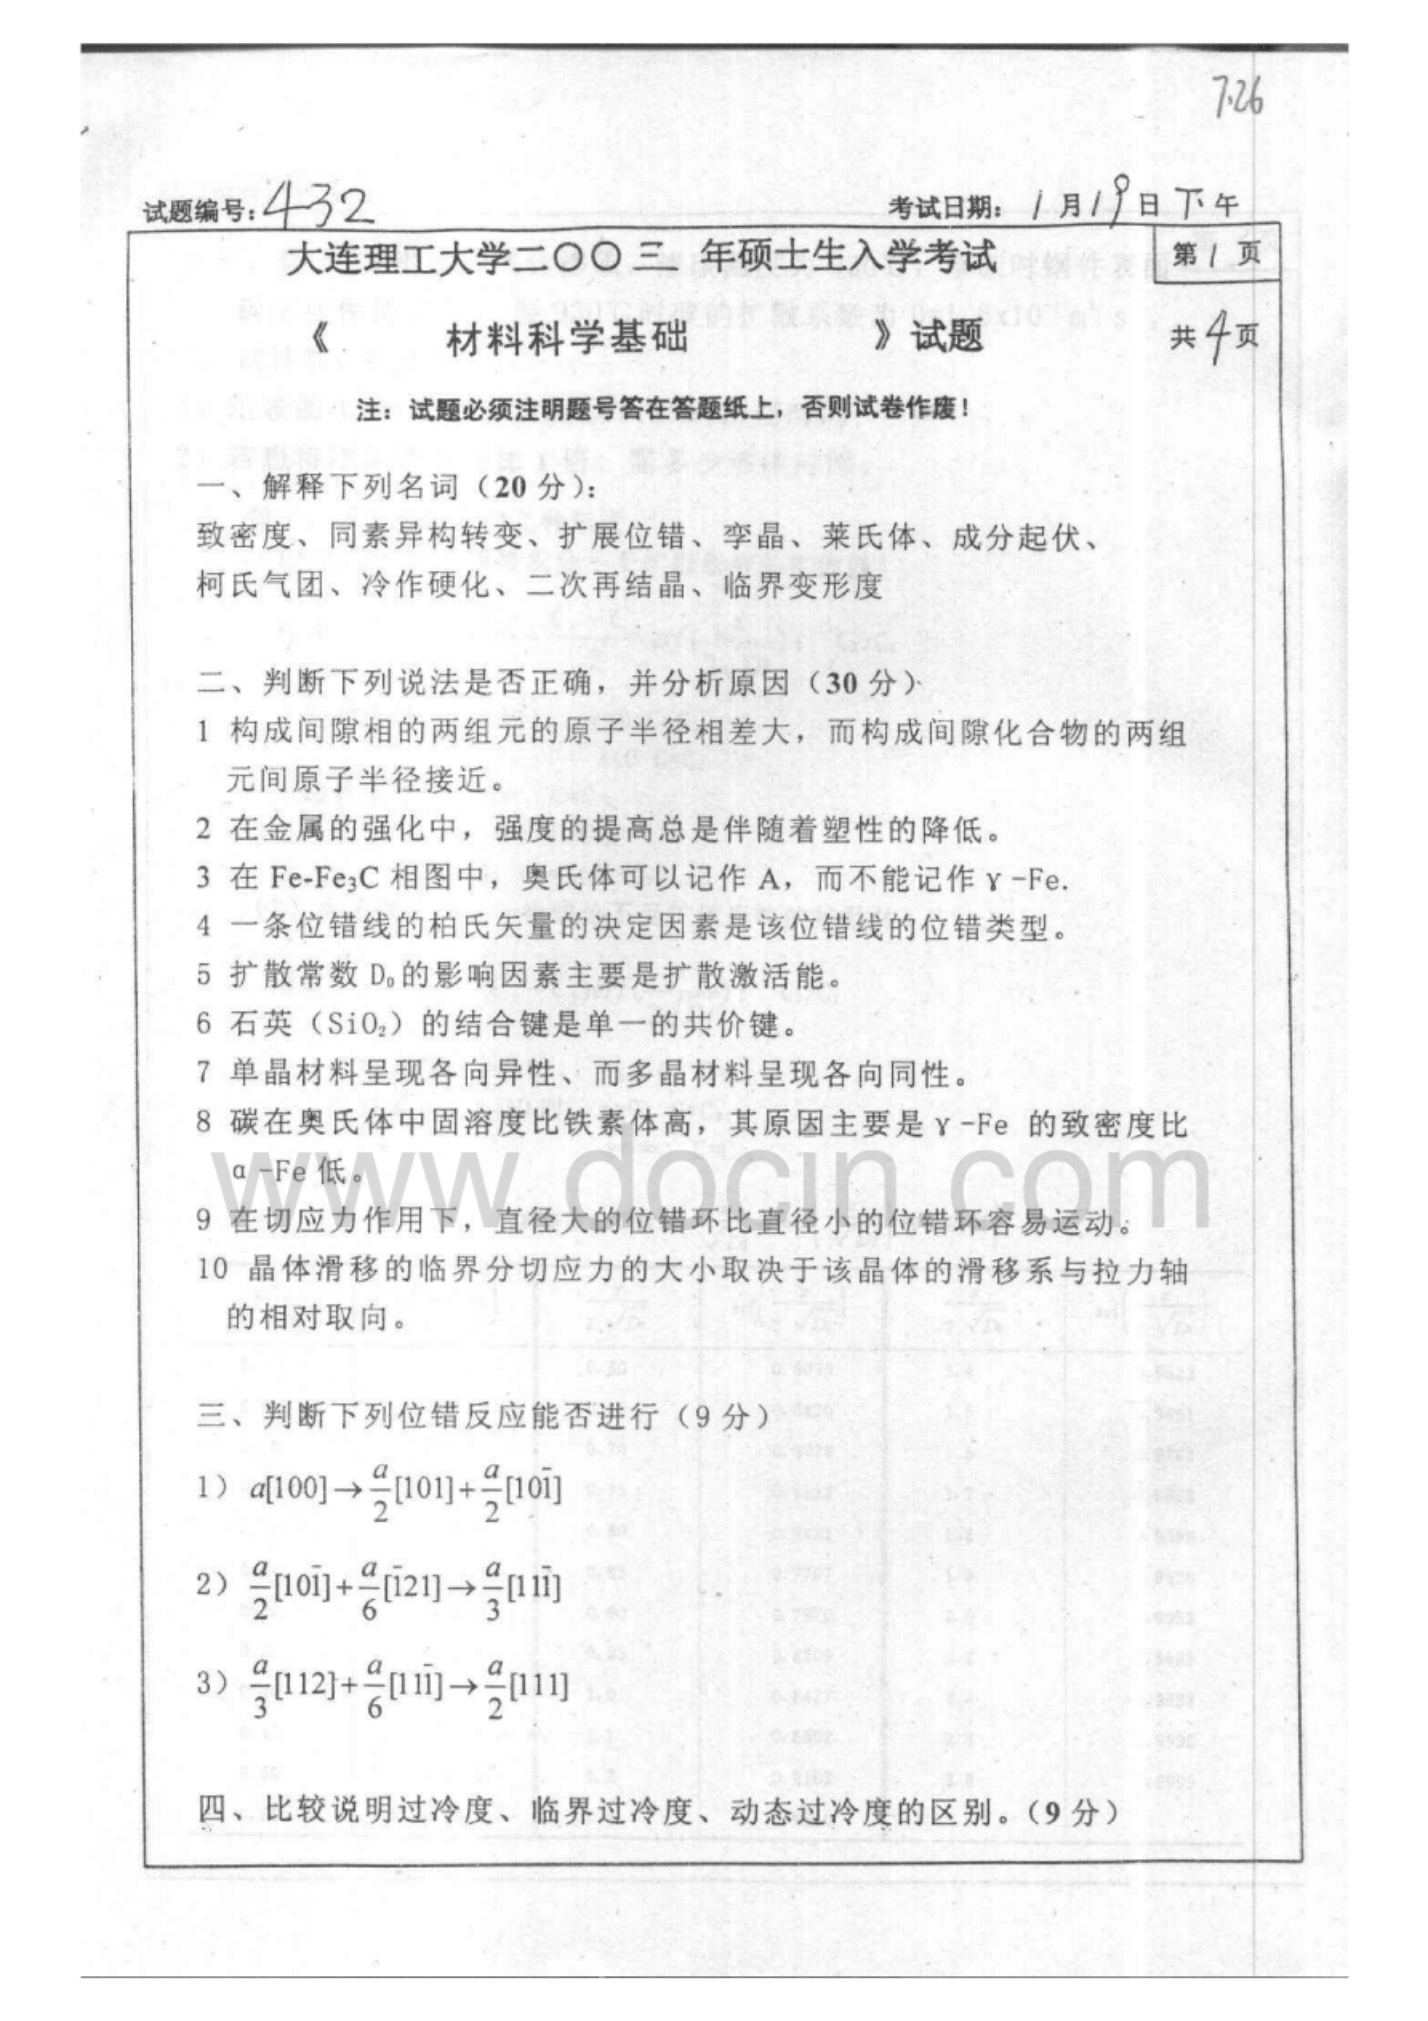 7.26
试题编号:432
考试日期: 1月19日下午
大连理工大学二〇〇三 年硕士生入学考试
第1页
《 材料科学基础 》试题
共4页
注: 试题必须注明题号答在答题纸上,否则试卷作废!
一、解释下列名词(20分):
致密度、同素异构转变、扩展位错、孪晶、莱氏体、成分起伏、
柯氏气团、冷作硬化、二次再结晶、临界变形度
二、判断下列说法是否正确,并分析原因(30分)
1 构成间隙相的两组元的原子半径相差大,而构成间隙化合物的两组
元间原子半径接近。
2 在金属的强化中,强度的提高总是伴随着塑性的降低。
3 在 Fe-Fe₃C 相图中,奥氏体可以记作 A,而不能记作 γ-Fe.
4 一条位错线的柏氏矢量的决定因素是该位错线的位错类型。
5 扩散常数 D₀的影响因素主要是扩散激活能。
6 石英(SiO₂)的结合键是单一的共价键。
7 单晶材料呈现各向异性、而多晶材料呈现各向同性。
8 碳在奥氏体中固溶度比铁素体高,其原因主要是 γ-Fe 的致密度比
α-Fe 低。
www.docin.com
9 在切应力作用下,直径大的位错环比直径小的位错环容易运动。
10 晶体滑移的临界分切应力的大小取决于该晶体的滑移系与拉力轴
的相对取向。
三、判断下列位错反应能否进行(9分)
1) a[100]→a/2[101]+a/2[101̄]
2) a/2[101̄]+a/6[1̄21]→a/3[111̄]
3) a/3[112]+a/6[111̄]→a/2[111]
四、比较说明过冷度、临界过冷度、动态过冷度的区别。(9分)